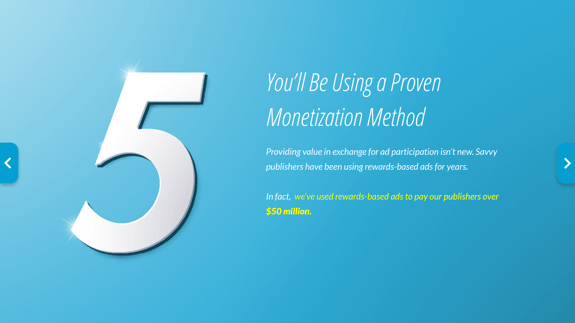 5
You'll Be Using a Proven
Monetization Method
Providing value in exchange for ad participation isn't new. Savvy
publishers have been using rewards-based ads for years.
In fact, we've used rewards-based ads to pay our publishers over
$50 million.